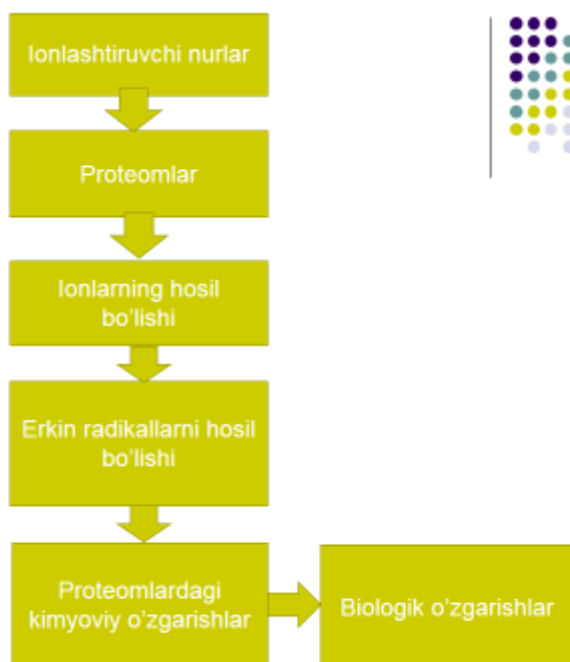 Ionlashtiruvchi nurlar
Proteomlar
Ionlarning hosil
bo'lishi
Erkin radikallarni hosil
bo'lishi
Proteomlardagi
kimyoviy o'zgarishlar
Biologik o'zgarishlar